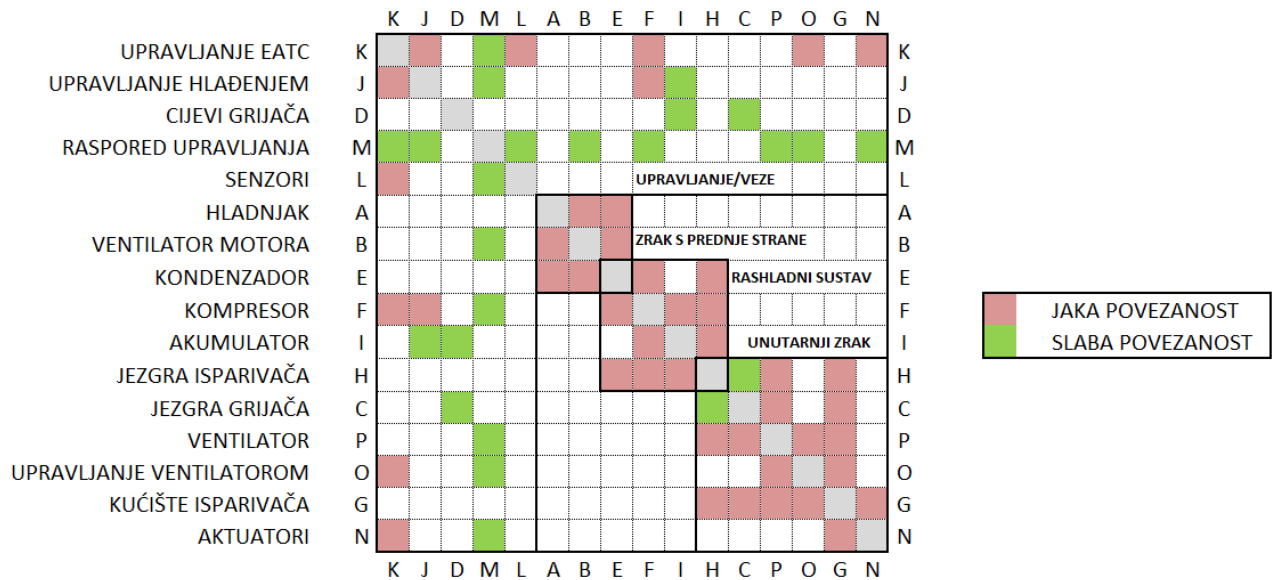 K J D M L A B E F I H C P O G N
UPRAVLJANJE EATC K K
UPRAVLJANJE HLAĐENJEM J J
CIJEVI GRIJAČA D D
RASPORED UPRAVLJANJA M M
SENZORI L UPRAVLJANJE/VEZE L
HLADNJAK A A
VENTILATOR MOTORA B ZRAK S PREDNJE STRANE B
KONDENZADOR E RASHLADNI SUSTAV E
KOMPRESOR F F
AKUMULATOR I UNUTARNJI ZRAK I
JEZGRA ISPARIVAČA H H
JEZGRA GRIJAČA C C
VENTILATOR P P
UPRAVLJANJE VENTILATOROM O O
KUĆIŠTE ISPARIVAČA G G
AKTUATORI N N
K J D M L A B E F I H C P O G N
JAKA POVEZANOST
SLABA POVEZANOST